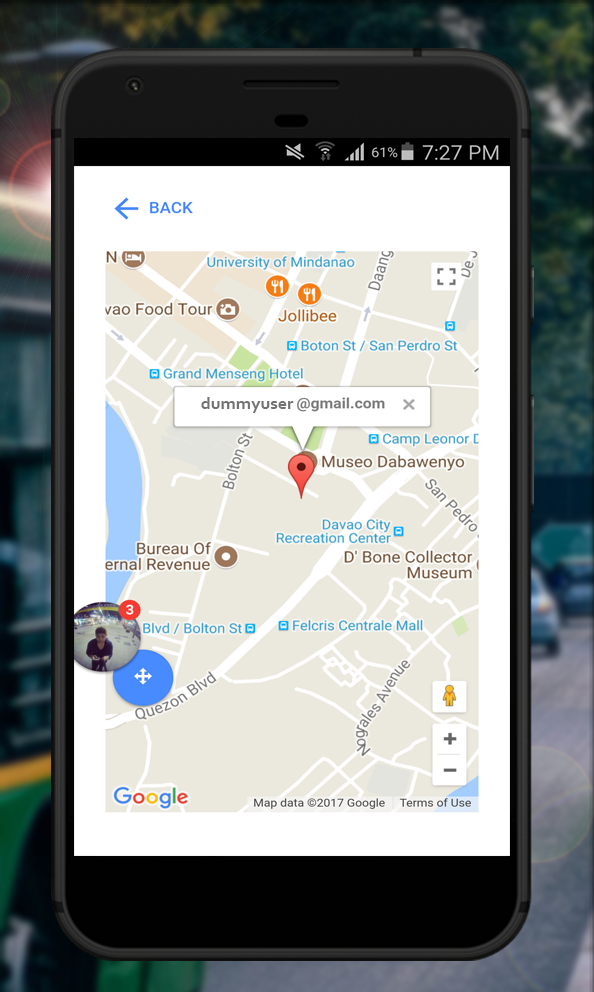 61% 7:27 PM
BACK
N
University of Mindanao
Daang
De J
vao Food Tour
Jollibee
Boton St / San Perdro St
Grand Menseng Hotel
dummyuser @gmail.com
Camp Leonor D
Bolton St
Museo Dabawenyo
San Pedro
Davao City
Recreation Center
Bureau Of
ernal Revenue
D' Bone Collector
Museum
3
Blvd / Bolton St
Felcris Centrale Mall
Quezon Blvd
Nograles Avenue
N
Google
Map data ©2017 Google
Terms of Use